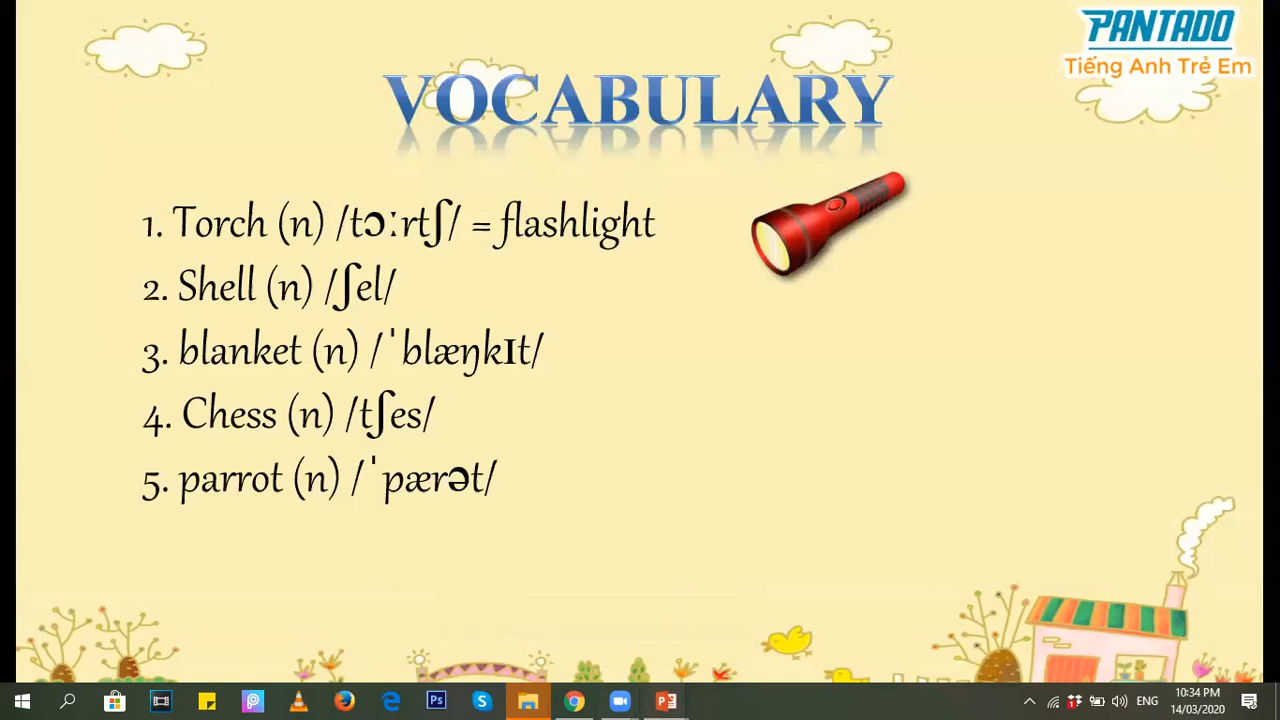 PANTADO
Tiếng Anh Trẻ Em
VOCABULARY
1. Torch (n) /tɔːrtʃ/ = flashlight
2. Shell (n) /ʃel/
3. blanket (n) /ˈblæŋkɪt/
4. Chess (n) /tʃes/
5. parrot (n) /ˈpærət/
Ps
ENG
10:34 PM
14/03/2020